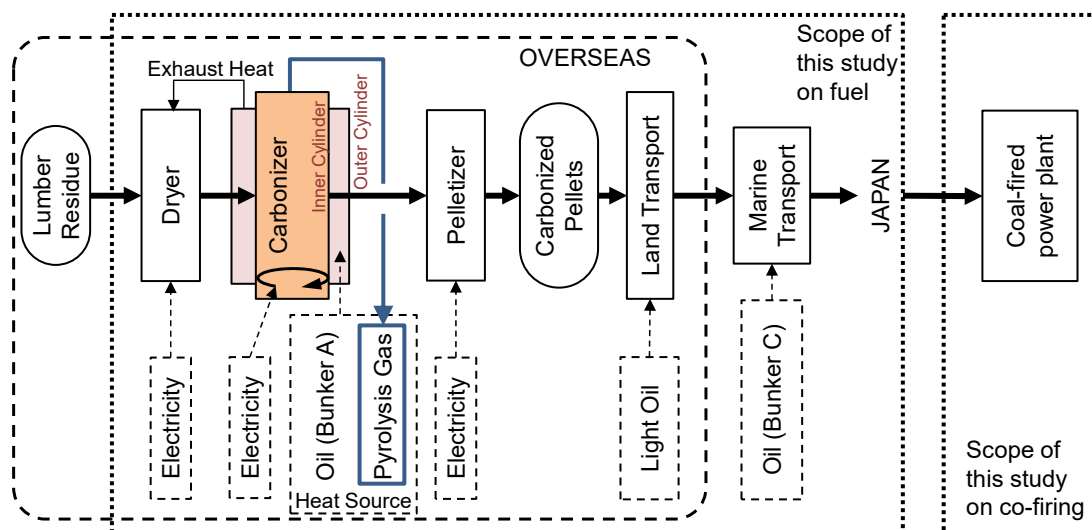 Scope of
this study
on fuel
OVERSEAS
Exhaust Heat
Lumber
Residue
Dryer
Carbonizer
Inner Cylinder
Outer Cylinder
Pelletizer
Carbonized
Pellets
Land Transport
Marine
Transport
JAPAN
Coal-fired
power plant
Electricity
Electricity
Oil (Bunker A)
Pyrolysis Gas
Heat Source
Electricity
Light Oil
Oil (Bunker C)
Scope of
this study
on co-firing